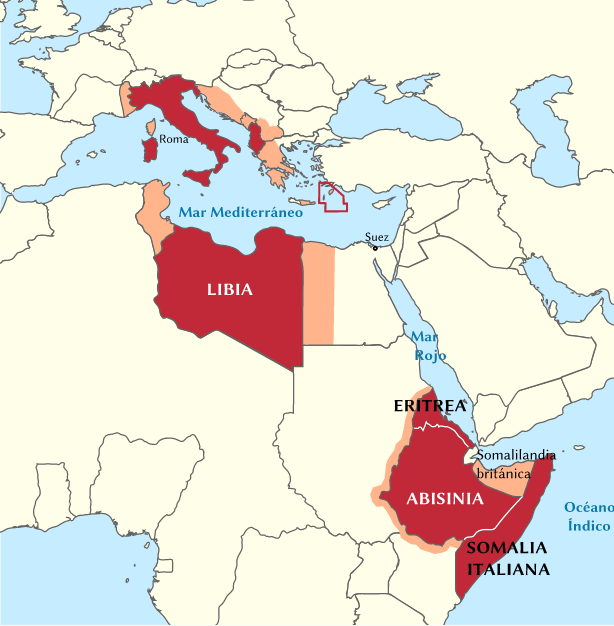 Roma
Mar Mediterráneo
Suez
LIBIA
Mar
Rojo
ERITREA
Somalilandia
británica
ABISINIA
Océano
Índico
SOMALIA
ITALIANA